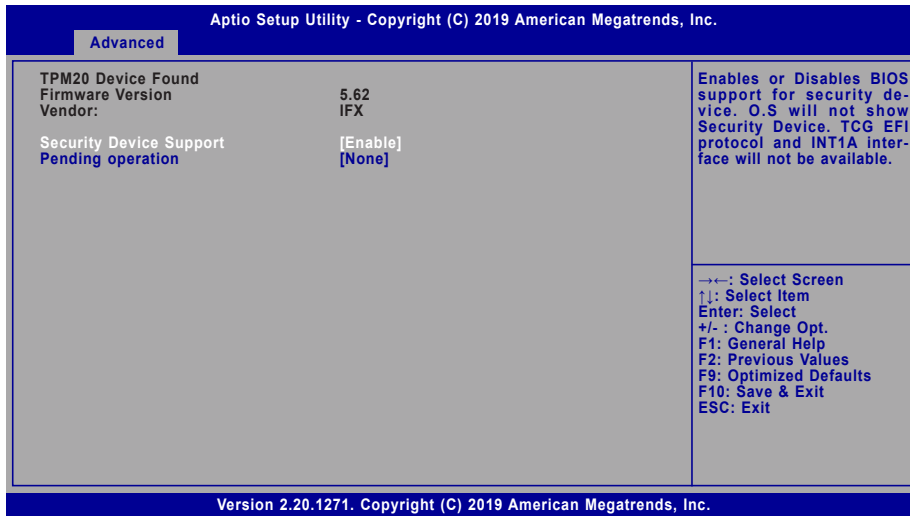 Aptio Setup Utility - Copyright (C) 2019 American Megatrends, Inc.
Advanced
TPM20 Device Found
Firmware Version 5.62
Vendor: IFX
Security Device Support [Enable]
Pending operation [None]
Enables or Disables BIOS
support for security de-
vice. O.S will not show
Security Device. TCG EFI
protocol and INT1A inter-
face will not be available.
→←: Select Screen
↑↓: Select Item
Enter: Select
+/- : Change Opt.
F1: General Help
F2: Previous Values
F9: Optimized Defaults
F10: Save & Exit
ESC: Exit
Version 2.20.1271. Copyright (C) 2019 American Megatrends, Inc.